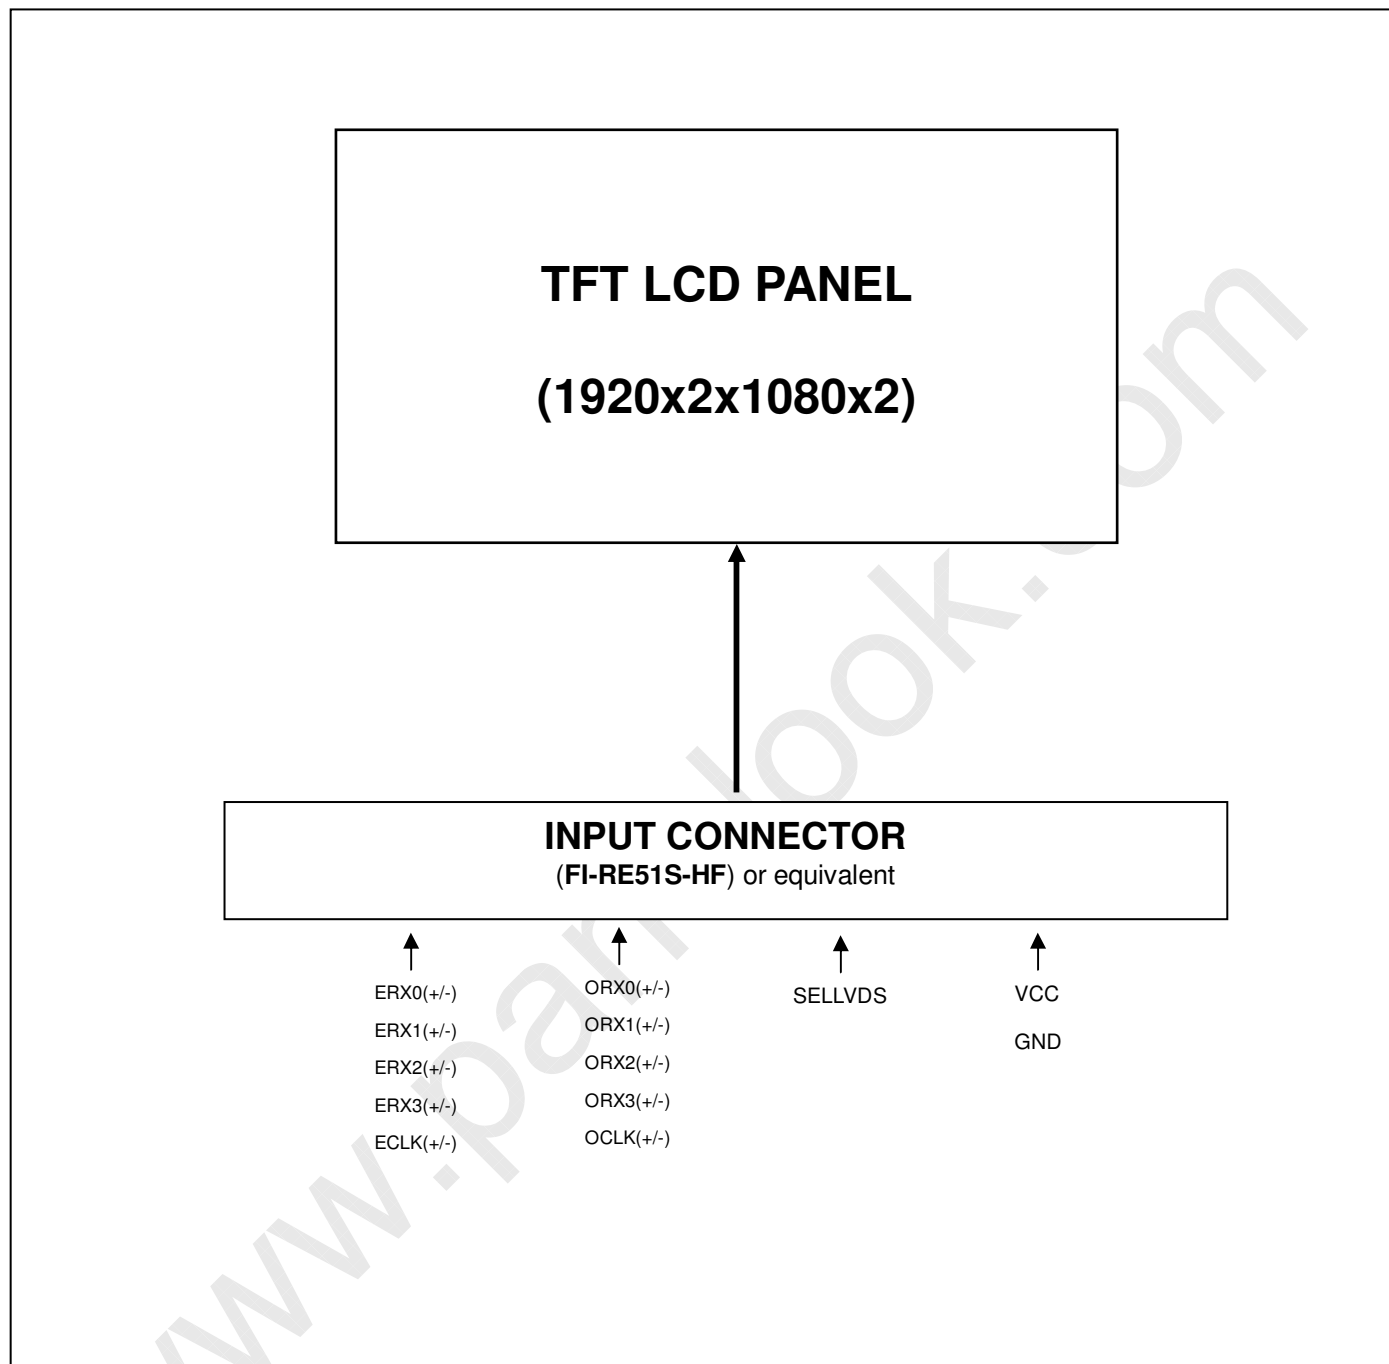 TFT LCD PANEL
(1920x2x1080x2)
INPUT CONNECTOR
(FI-RE51S-HF) or equivalent
ERX0(+/-)
ERX1(+/-)
ERX2(+/-)
ERX3(+/-)
ECLK(+/-)
ORX0(+/-)
ORX1(+/-)
ORX2(+/-)
ORX3(+/-)
OCLK(+/-)
SELLVDS
VCC
GND